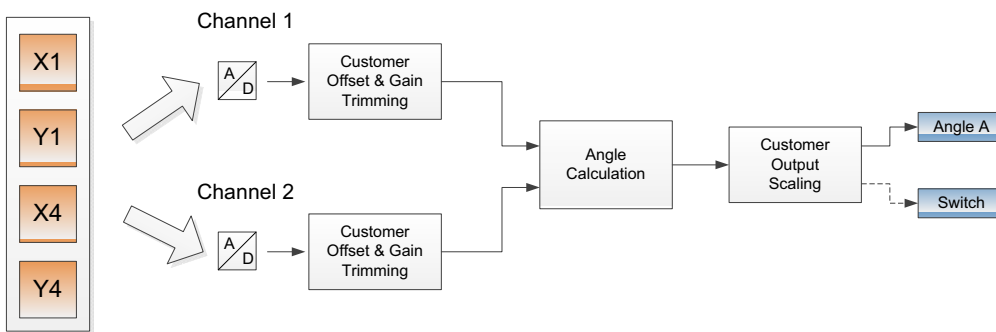 Channel 1
X1
Y1
X4
Y4
A
D
Customer
Offset & Gain
Trimming
Channel 2
A
D
Customer
Offset & Gain
Trimming
Angle
Calculation
Customer
Output
Scaling
Angle A
Switch